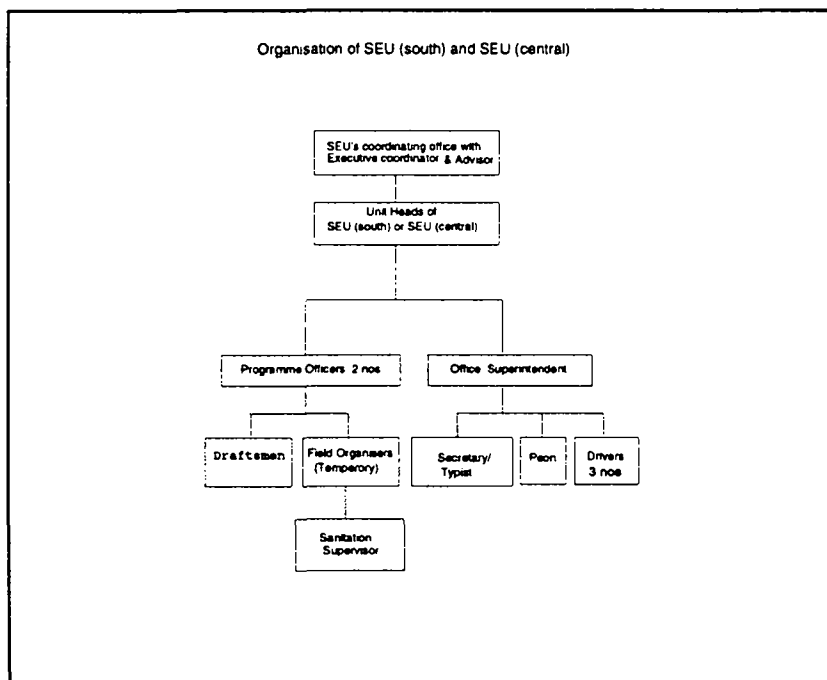 Organisation of SEU (south) and SEU (central)
SEU's coordinating office with
Executive coordinator & Advisor
Unit Heads of
SEU (south) or SEU (central)
Programme Officers 2 nos
Office Superintendent
Draftsmen
Field Organisers
(Temperory)
Secretary/
Typist
Peon
Drivers
3 nos
Sanitation
Supervisor